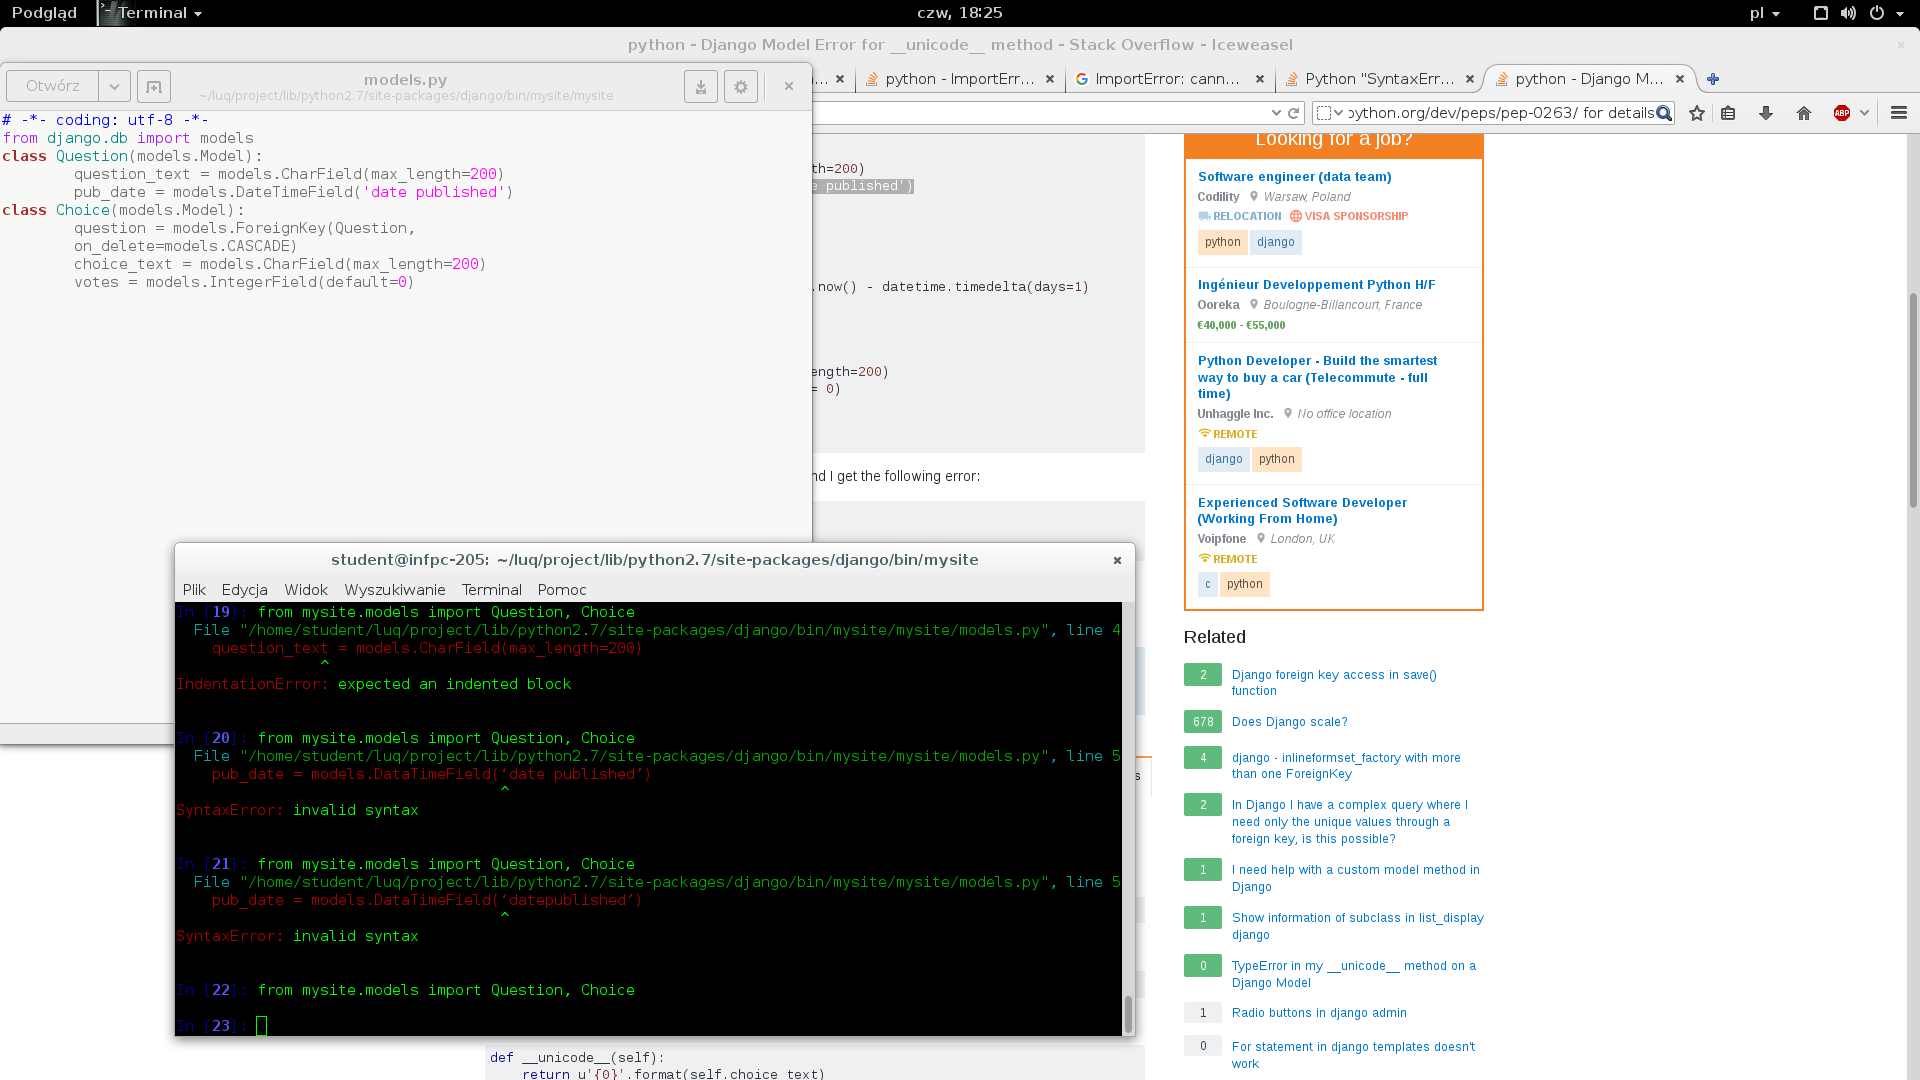 Podgląd
Terminal
czw, 18:25
pl
python - Django Model Error for __unicode__ method - Stack Overflow - Iceweasel
Otwórz
models.py
~/luq/project/lib/python2.7/site-packages/django/bin/mysite/mysite
a...
python - ImportErr...
ImportError: cann...
Python "SyntaxErr...
python - Django M...
python.org/dev/peps/pep-0263/ for details
ABP
# -*- coding: utf-8 -*-
from django.db import models
class Question(models.Model):
question_text = models.CharField(max_length=200)
pub_date = models.DateTimeField('date published')
class Choice(models.Model):
question = models.ForeignKey(Question,
on_delete=models.CASCADE)
choice_text = models.CharField(max_length=200)
votes = models.IntegerField(default=0)
th=200)
e published')
.now() - datetime.timedelta(days=1)
ength=200)
= 0)
nd I get the following error:
s
def __unicode__(self):
return u'{0}'.format(self.choice_text)
student@infpc-205: ~/luq/project/lib/python2.7/site-packages/django/bin/mysite
Plik Edycja Widok Wyszukiwanie Terminal Pomoc
In [19]: from mysite.models import Question, Choice
File "/home/student/luq/project/lib/python2.7/site-packages/django/bin/mysite/mysite/models.py", line 4
question_text = models.CharField(max_length=200)
^
IndentationError: expected an indented block
In [20]: from mysite.models import Question, Choice
File "/home/student/luq/project/lib/python2.7/site-packages/django/bin/mysite/mysite/models.py", line 5
pub_date = models.DataTimeField(‘date published’)
^
SyntaxError: invalid syntax
In [21]: from mysite.models import Question, Choice
File "/home/student/luq/project/lib/python2.7/site-packages/django/bin/mysite/mysite/models.py", line 5
pub_date = models.DataTimeField(‘datepublished’)
^
SyntaxError: invalid syntax
In [22]: from mysite.models import Question, Choice
In [23]:
Looking for a job?
Software engineer (data team)
Codility Warsaw, Poland
RELOCATION VISA SPONSORSHIP
python django
Ingénieur Developpement Python H/F
Ooreka Boulogne-Billancourt, France
€40,000 - €55,000
Python Developer - Build the smartest
way to buy a car (Telecommute - full
time)
Unhaggle Inc. No office location
REMOTE
django python
Experienced Software Developer
(Working From Home)
Voipfone London, UK
REMOTE
c python
Related
2 Django foreign key access in save()
function
678 Does Django scale?
4 django - inlineformset_factory with more
than one ForeignKey
2 In Django I have a complex query where I
need only the unique values through a
foreign key, is this possible?
1 I need help with a custom model method in
Django
1 Show information of subclass in list_display
django
0 TypeError in my __unicode__ method on a
Django Model
1 Radio buttons in django admin
0 For statement in django templates doesn't
work